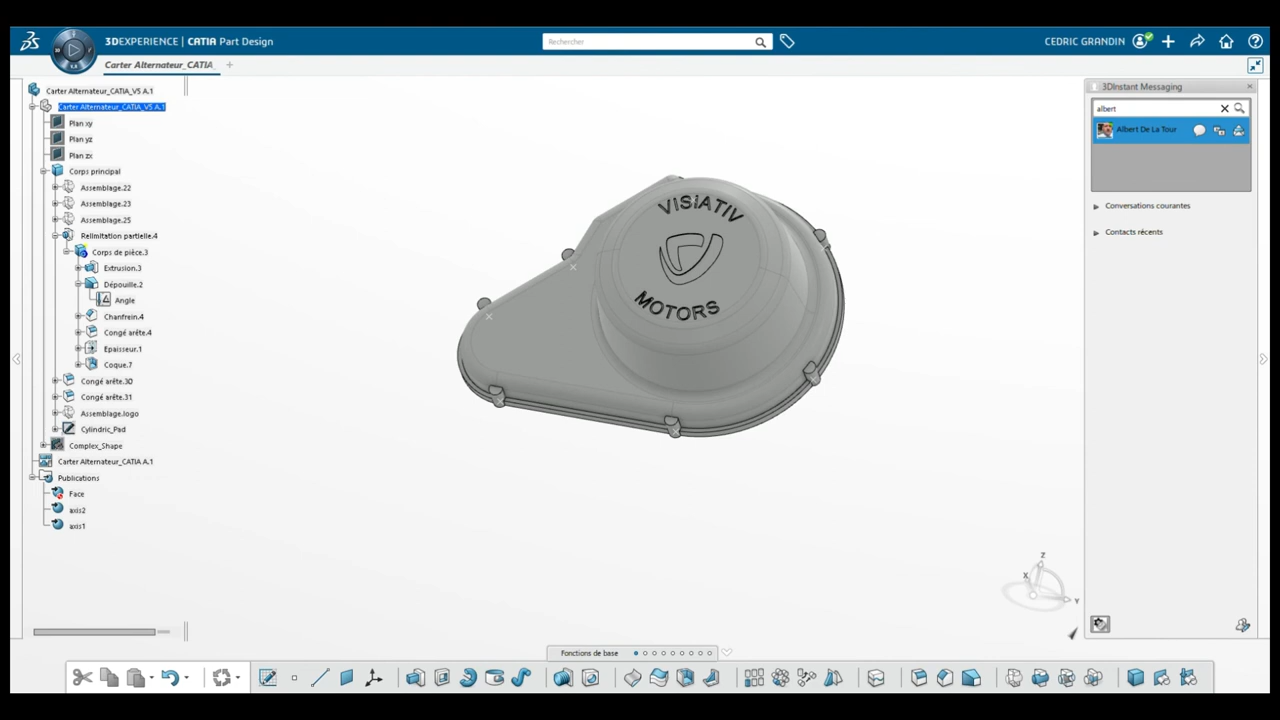 3DEXPERIENCE | CATIA Part Design
Rechercher
CEDRIC GRANDIN
Carter Alternateur_CATIA_
Carter Alternateur_CATIA_V5 A.1
Carter Alternateur_CATIA_V5 A.1
Plan xy
Plan yz
Plan zx
Corps principal
Assemblage.22
Assemblage.23
Assemblage.25
Relimitation partielle.4
Corps de pièce.3
Extrusion.3
Dépouille.2
Angle
Chanfrein.4
Congé arête.4
Epaisseur.1
Coque.7
Congé arête.30
Congé arête.31
Assemblage.logo
Cylindric_Pad
Complex_Shape
Carter Alternateur_CATIA A.1
Publications
Face
axis2
axis1
VISIATIV
MOTORS
3DInstant Messaging
albert
Albert De La Tour
Conversations courantes
Contacts récents
Z
X
Y
Fonctions de base